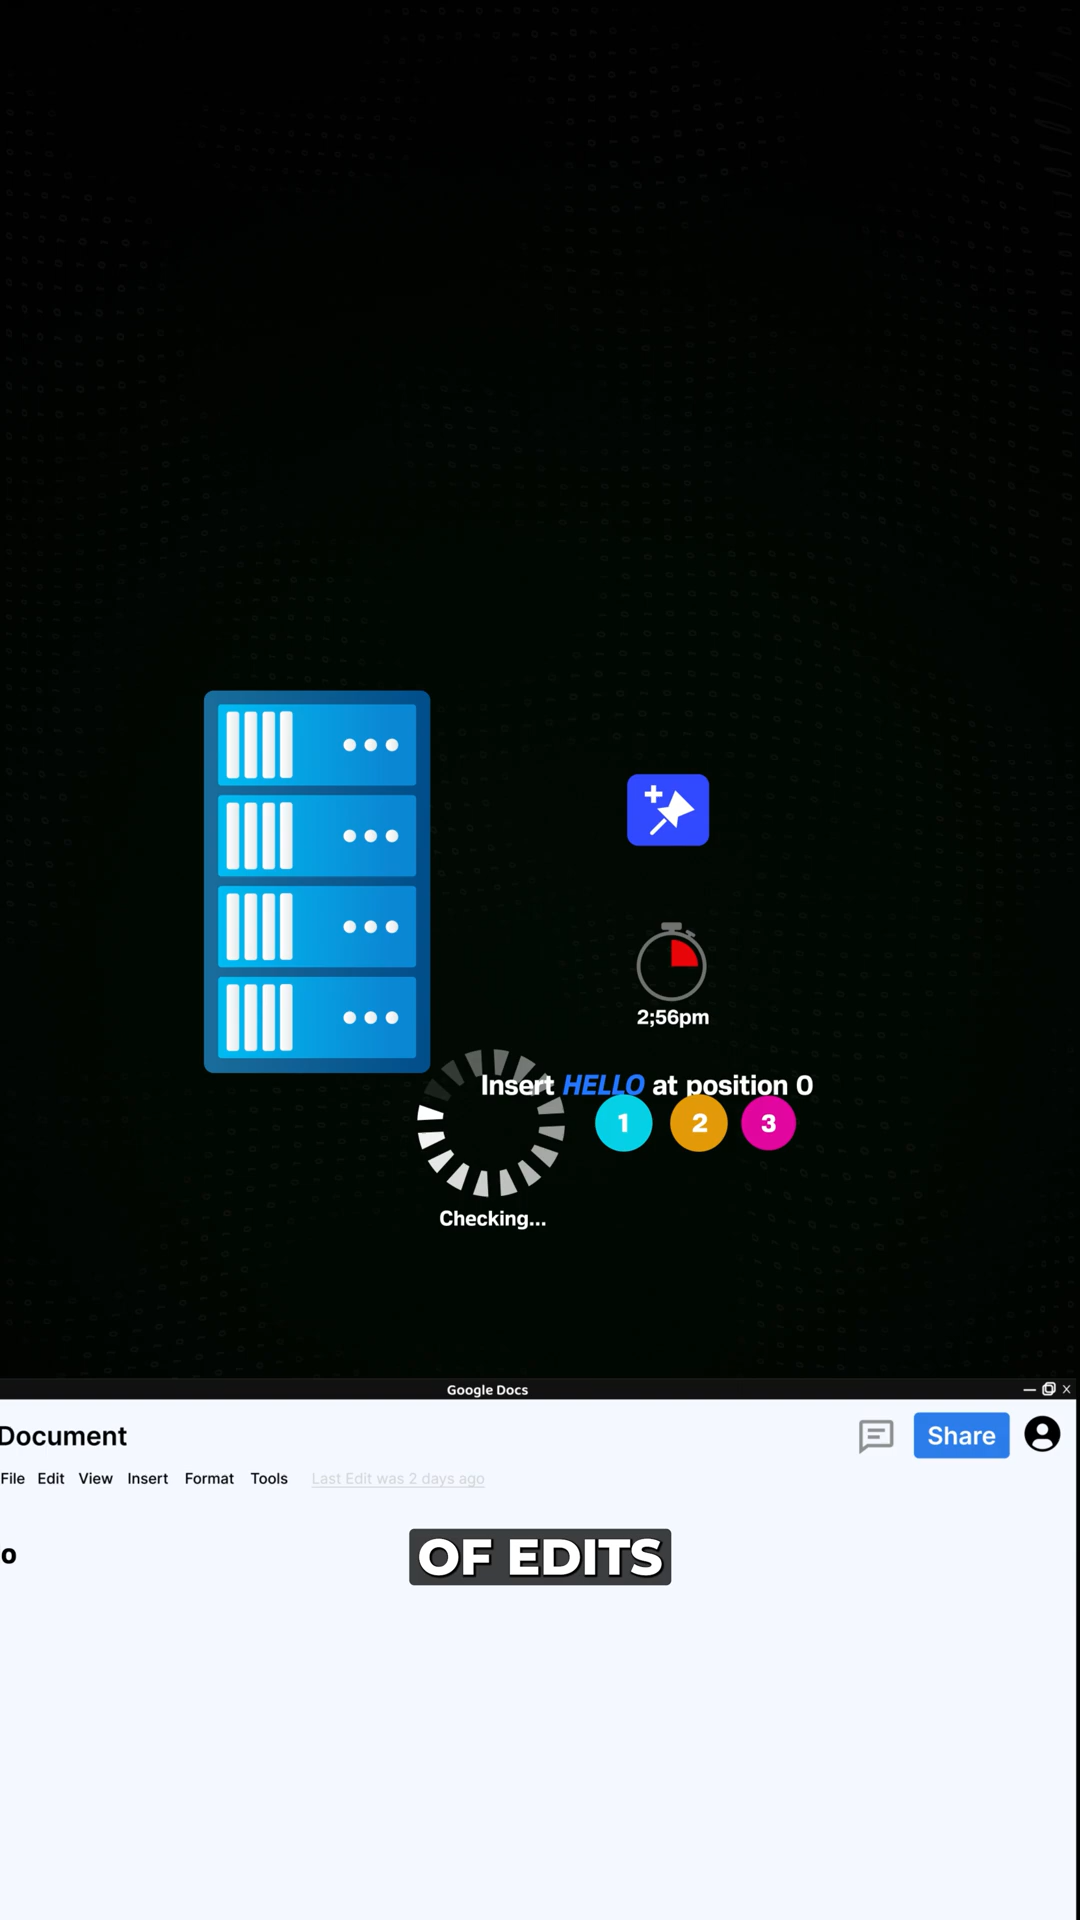 2;56pm
Insert HELLO at position 0
1 2 3
Checking...
Google Docs
Document
Share
File Edit View Insert Format Tools Last Edit was 2 days ago
o
OF EDITS